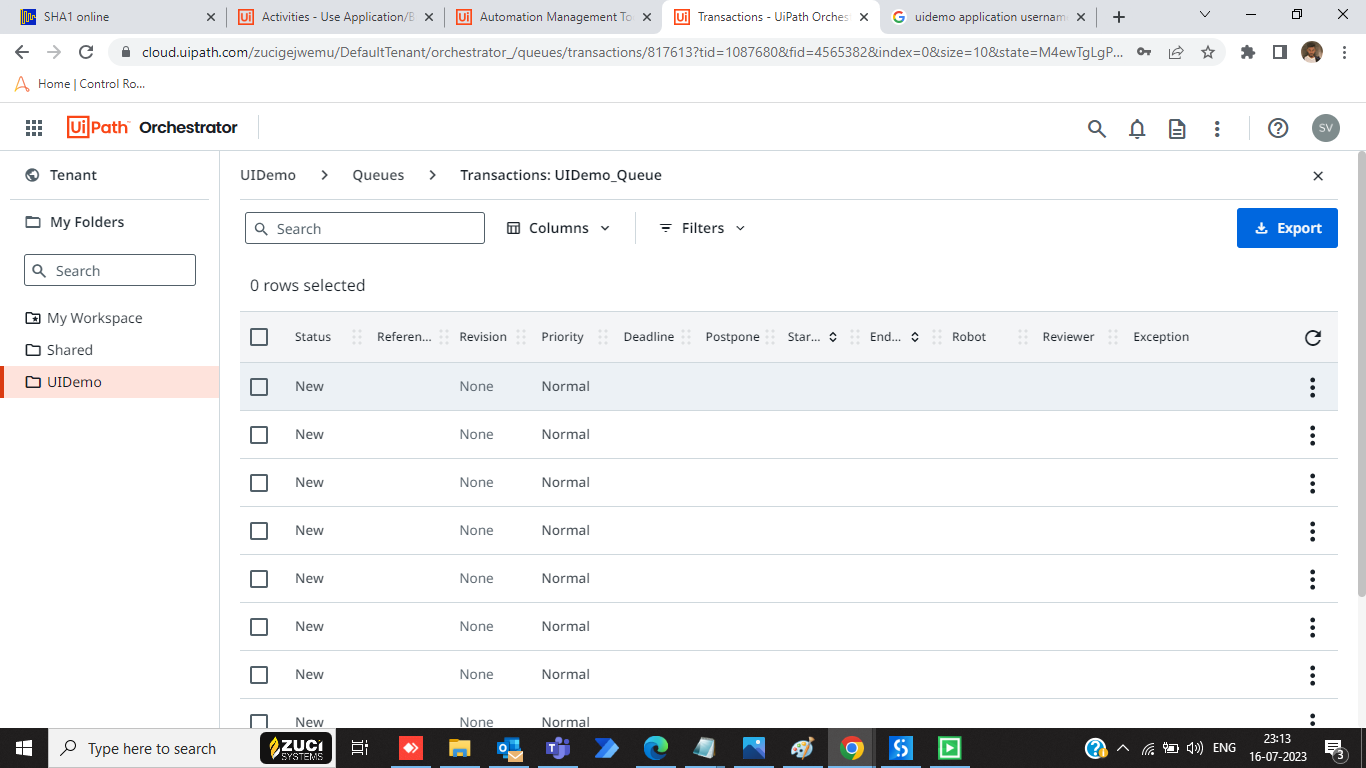 SHA1 online
Activities - Use Application/B
Automation Management To
Transactions - UiPath Orches
uidemo application usernam
cloud.uipath.com/zucigejwemu/DefaultTenant/orchestrator_/queues/transactions/817613?tid=1087680&fid=4565382&index=0&size=10&state=M4ewTgLgP...
Home | Control Ro...
UiPath Orchestrator
SV
Tenant
UIDemo
Queues
Transactions: UIDemo_Queue
My Folders
Search
Columns
Filters
Export
Search
0 rows selected
My Workspace
Shared
UIDemo
Status Referen... Revision Priority Deadline Postpone Star... End... Robot Reviewer Exception
New None Normal
New None Normal
New None Normal
New None Normal
New None Normal
New None Normal
New None Normal
New None Normal
Type here to search
ZUCI SYSTEMS
ENG
23:13
16-07-2023
3